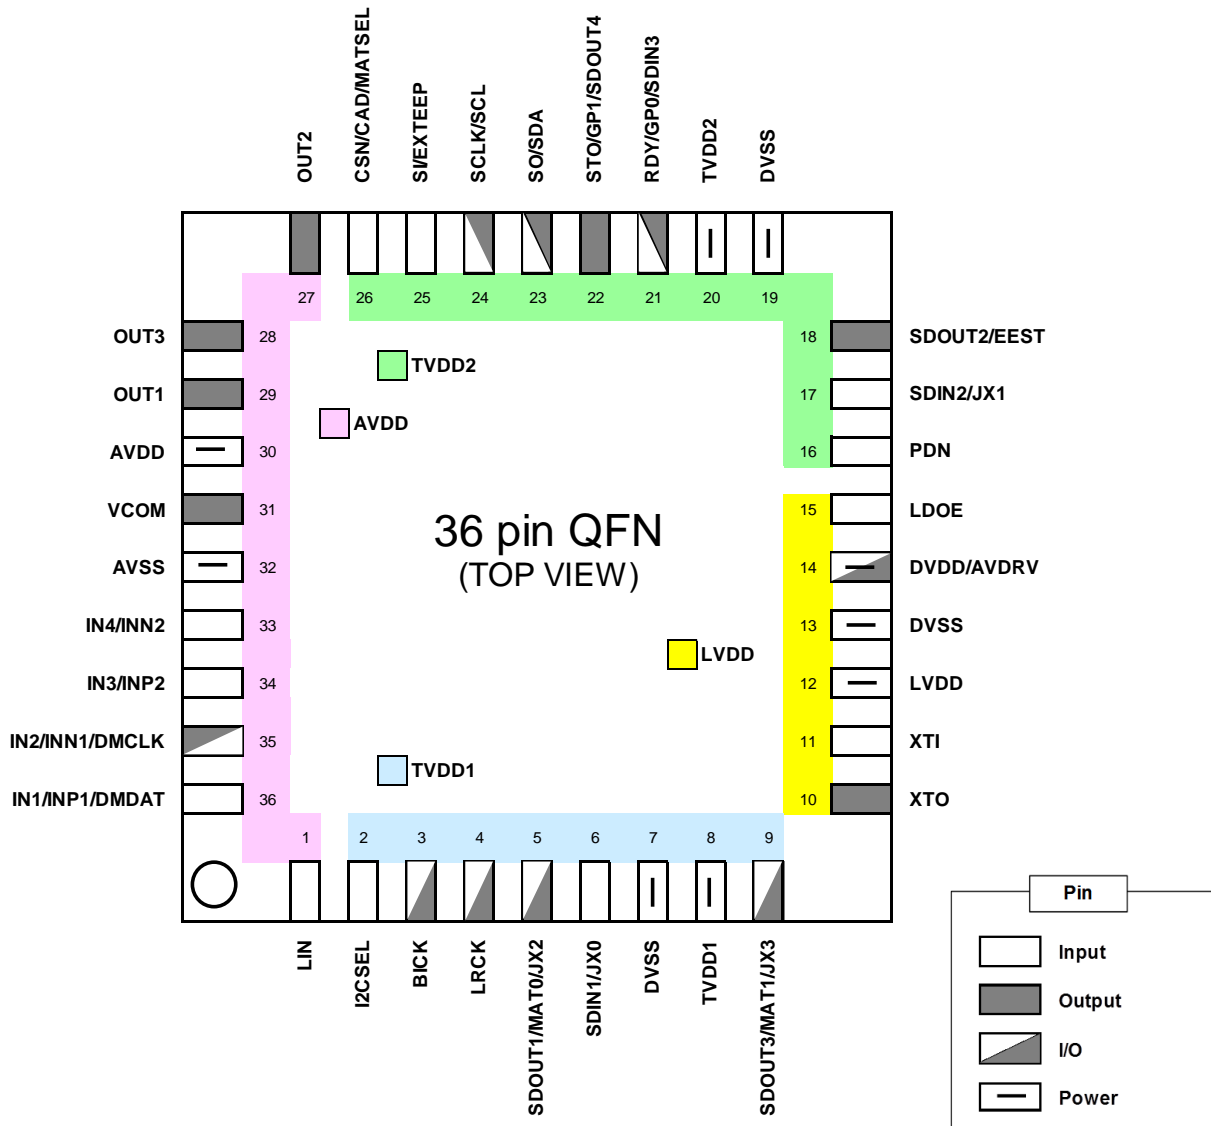 OUT2
CSN/CAD/MATSEL
SI/EXTEEP
SCLK/SCL
SO/SDA
STO/GP1/SDOUT4
RDY/GP0/SDIN3
TVDD2
DVSS
27
26
25
24
23
22
21
20
19
OUT3
28
18
SDOUT2/EEST
TVDD2
OUT1
29
17
SDIN2/JX1
AVDD
AVDD
30
16
PDN
VCOM
31
15
LDOE
36 pin QFN
(TOP VIEW)
AVSS
32
14
DVDD/AVDRV
IN4/INN2
33
13
DVSS
LVDD
IN3/INP2
34
12
LVDD
IN2/INN1/DMCLK
35
11
XTI
TVDD1
IN1/INP1/DMDAT
36
10
XTO
1
2
3
4
5
6
7
8
9
LIN
I2CSEL
BICK
LRCK
SDOUT1/MAT0/JX2
SDIN1/JX0
DVSS
TVDD1
SDOUT3/MAT1/JX3
Pin
Input
Output
I/O
Power